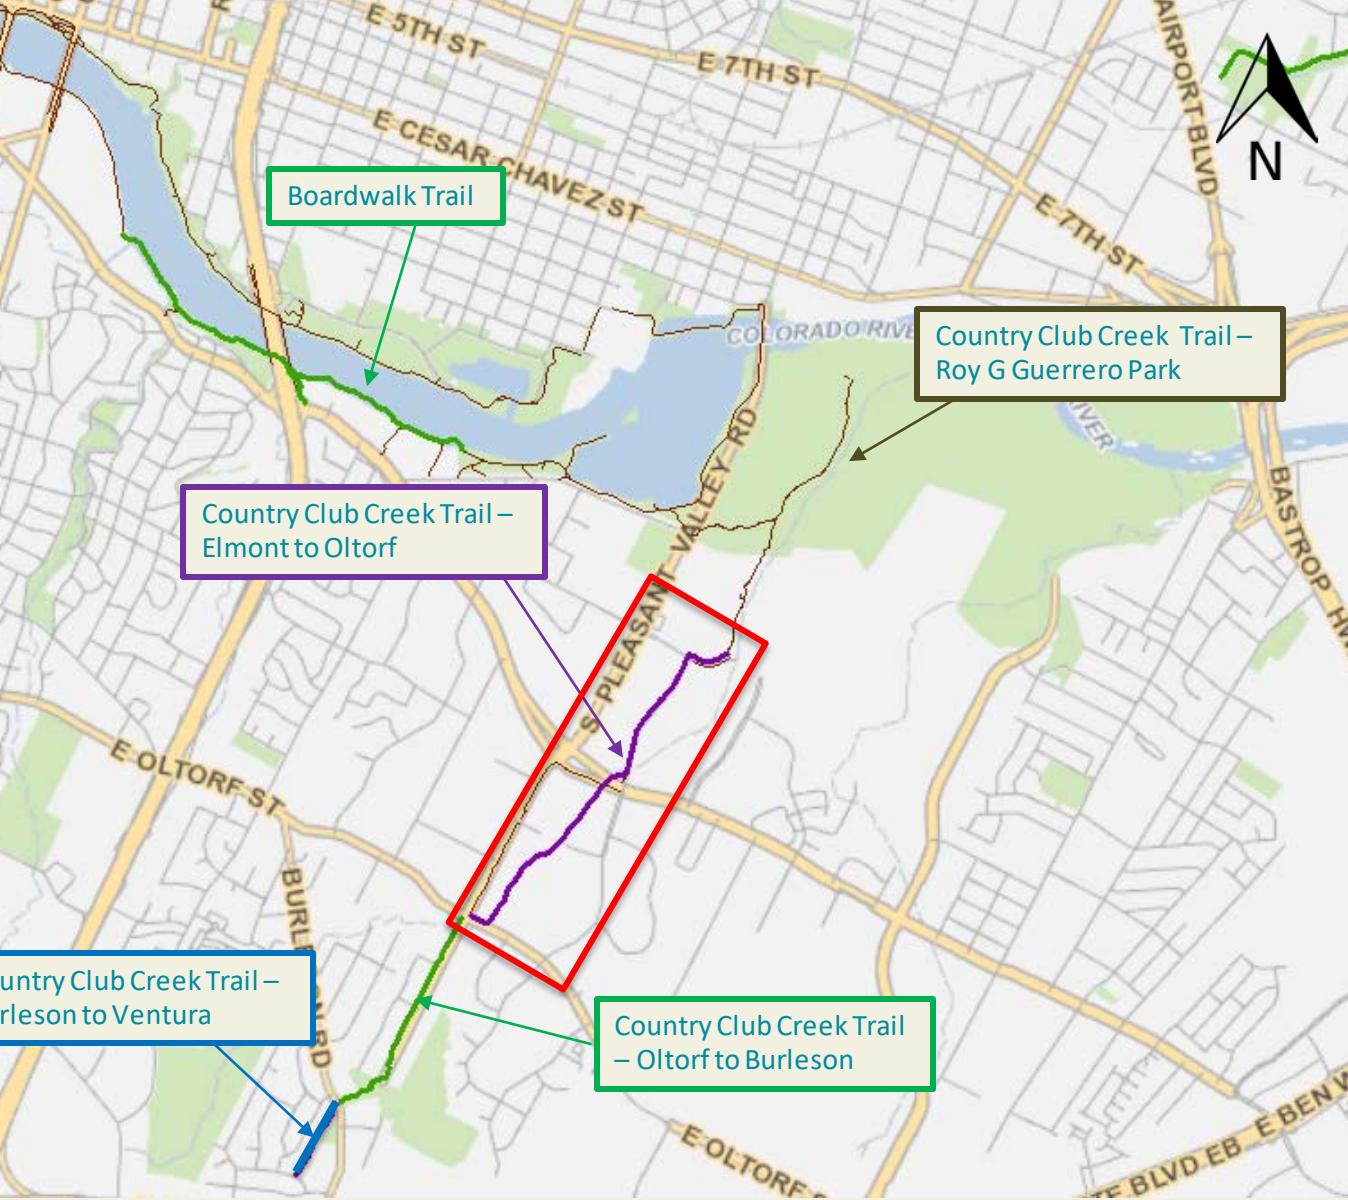 E 5TH ST
E 7TH ST
AIRPORT BLVD
N
E CESAR CHAVEZ ST
Boardwalk Trail
E 7TH ST
COLORADO RIVE
Country Club Creek Trail –
Roy G Guerrero Park
RIVER
S PLEASANT VALLEY RD
BASTROP HW
Country Club Creek Trail –
Elmont to Oltorf
E OLTORF ST
BURL
N RD
untry Club Creek Trail –
rleson to Ventura
Country Club Creek Trail
– Oltorf to Burleson
E OLTORF S
TE BLVD EB
E BEN W